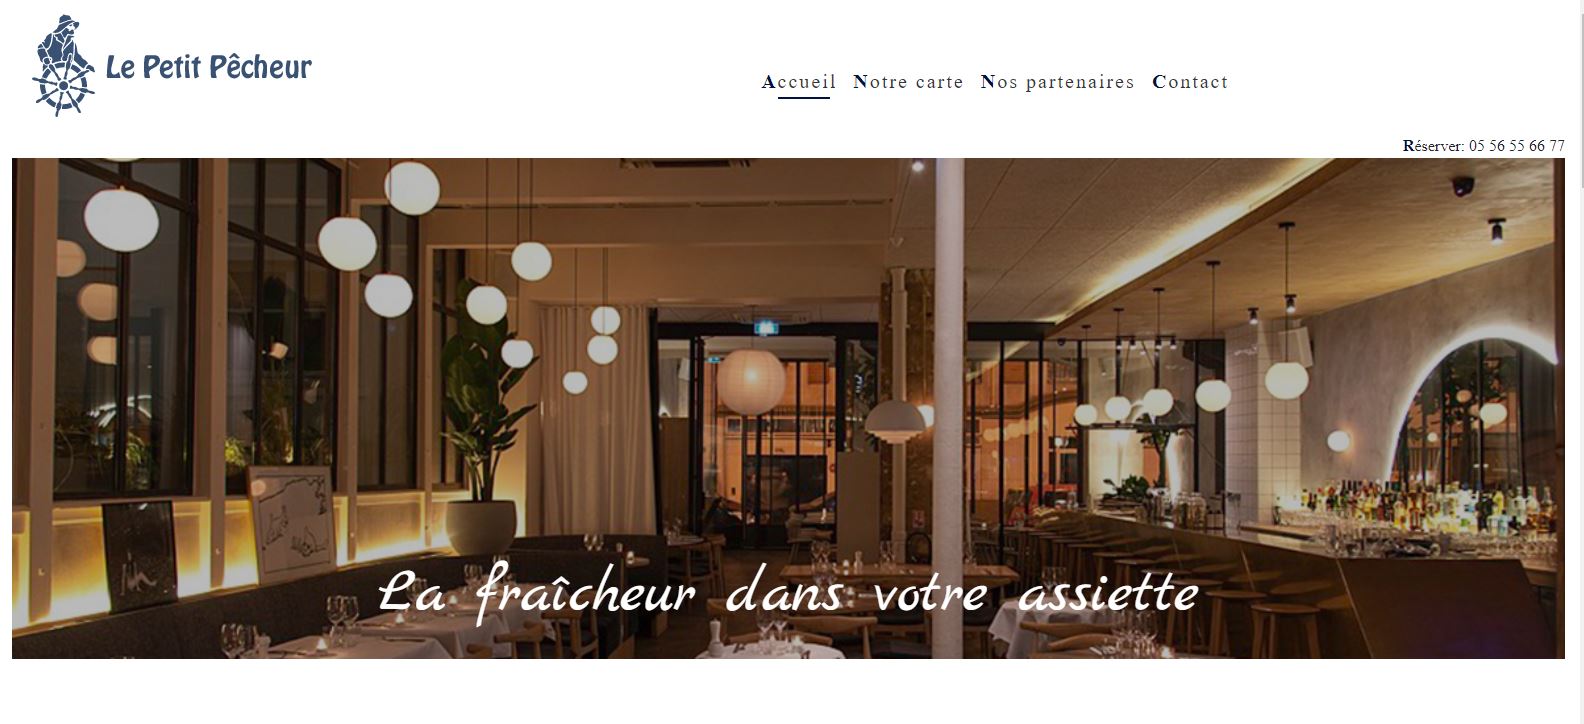 Le Petit Pêcheur
Accueil Notre carte Nos partenaires Contact
Réserver: 05 56 55 66 77
La fraîcheur dans votre assiette